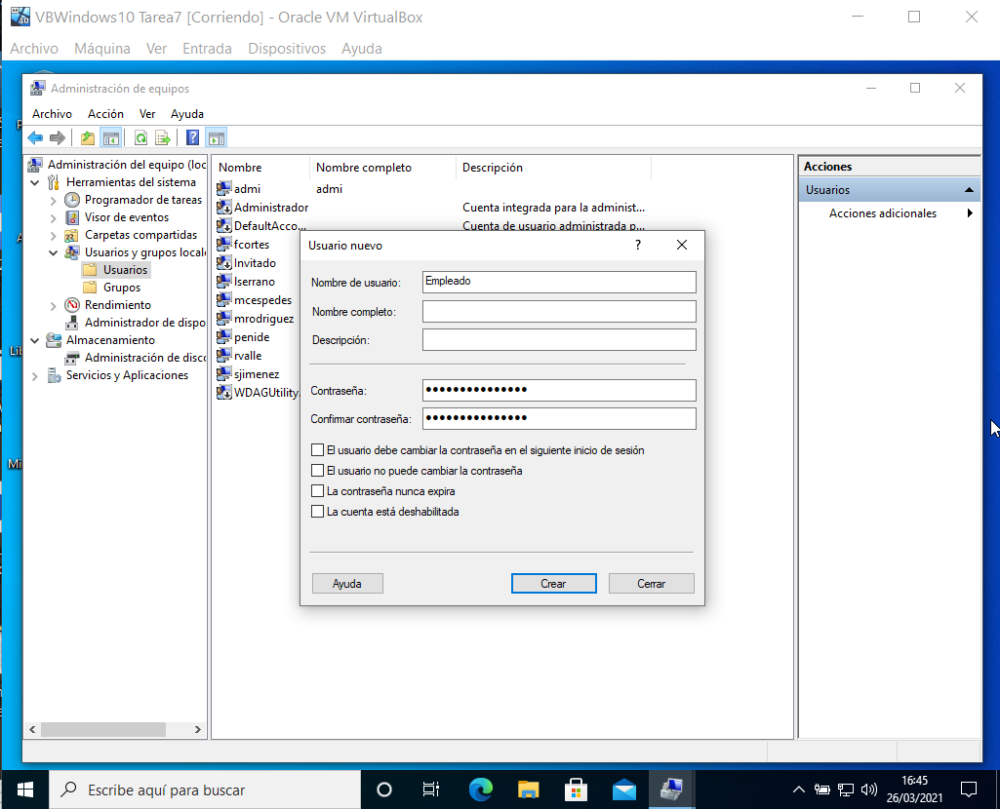 VBWindows10 Tarea7 [Corriendo] - Oracle VM VirtualBox
Archivo Máquina Ver Entrada Dispositivos Ayuda
Administración de equipos
Archivo Acción Ver Ayuda
Administración del equipo (loc
Herramientas del sistema
Programador de tareas
Visor de eventos
Carpetas compartidas
Usuarios y grupos local
Usuarios
Grupos
Rendimiento
Administrador de dispo
Almacenamiento
Administración de disc
Servicios y Aplicaciones
Nombre Nombre completo Descripción
admi admi
Administrador Cuenta integrada para la administ...
DefaultAcco... Cuenta de usuario administrada p...
fcortes
Invitado
lserrano
mcespedes
mrodriguez
penide
rvalle
sjimenez
WDAGUtility
Acciones
Usuarios
Acciones adicionales
Usuario nuevo ?
Nombre de usuario: Empleado
Nombre completo:
Descripción:
Contraseña: •••••••••••••••
Confirmar contraseña: •••••••••••••••
El usuario debe cambiar la contraseña en el siguiente inicio de sesión
El usuario no puede cambiar la contraseña
La contraseña nunca expira
La cuenta está deshabilitada
Ayuda Crear Cerrar
Lib
Mi
Escribe aquí para buscar
16:45
26/03/2021